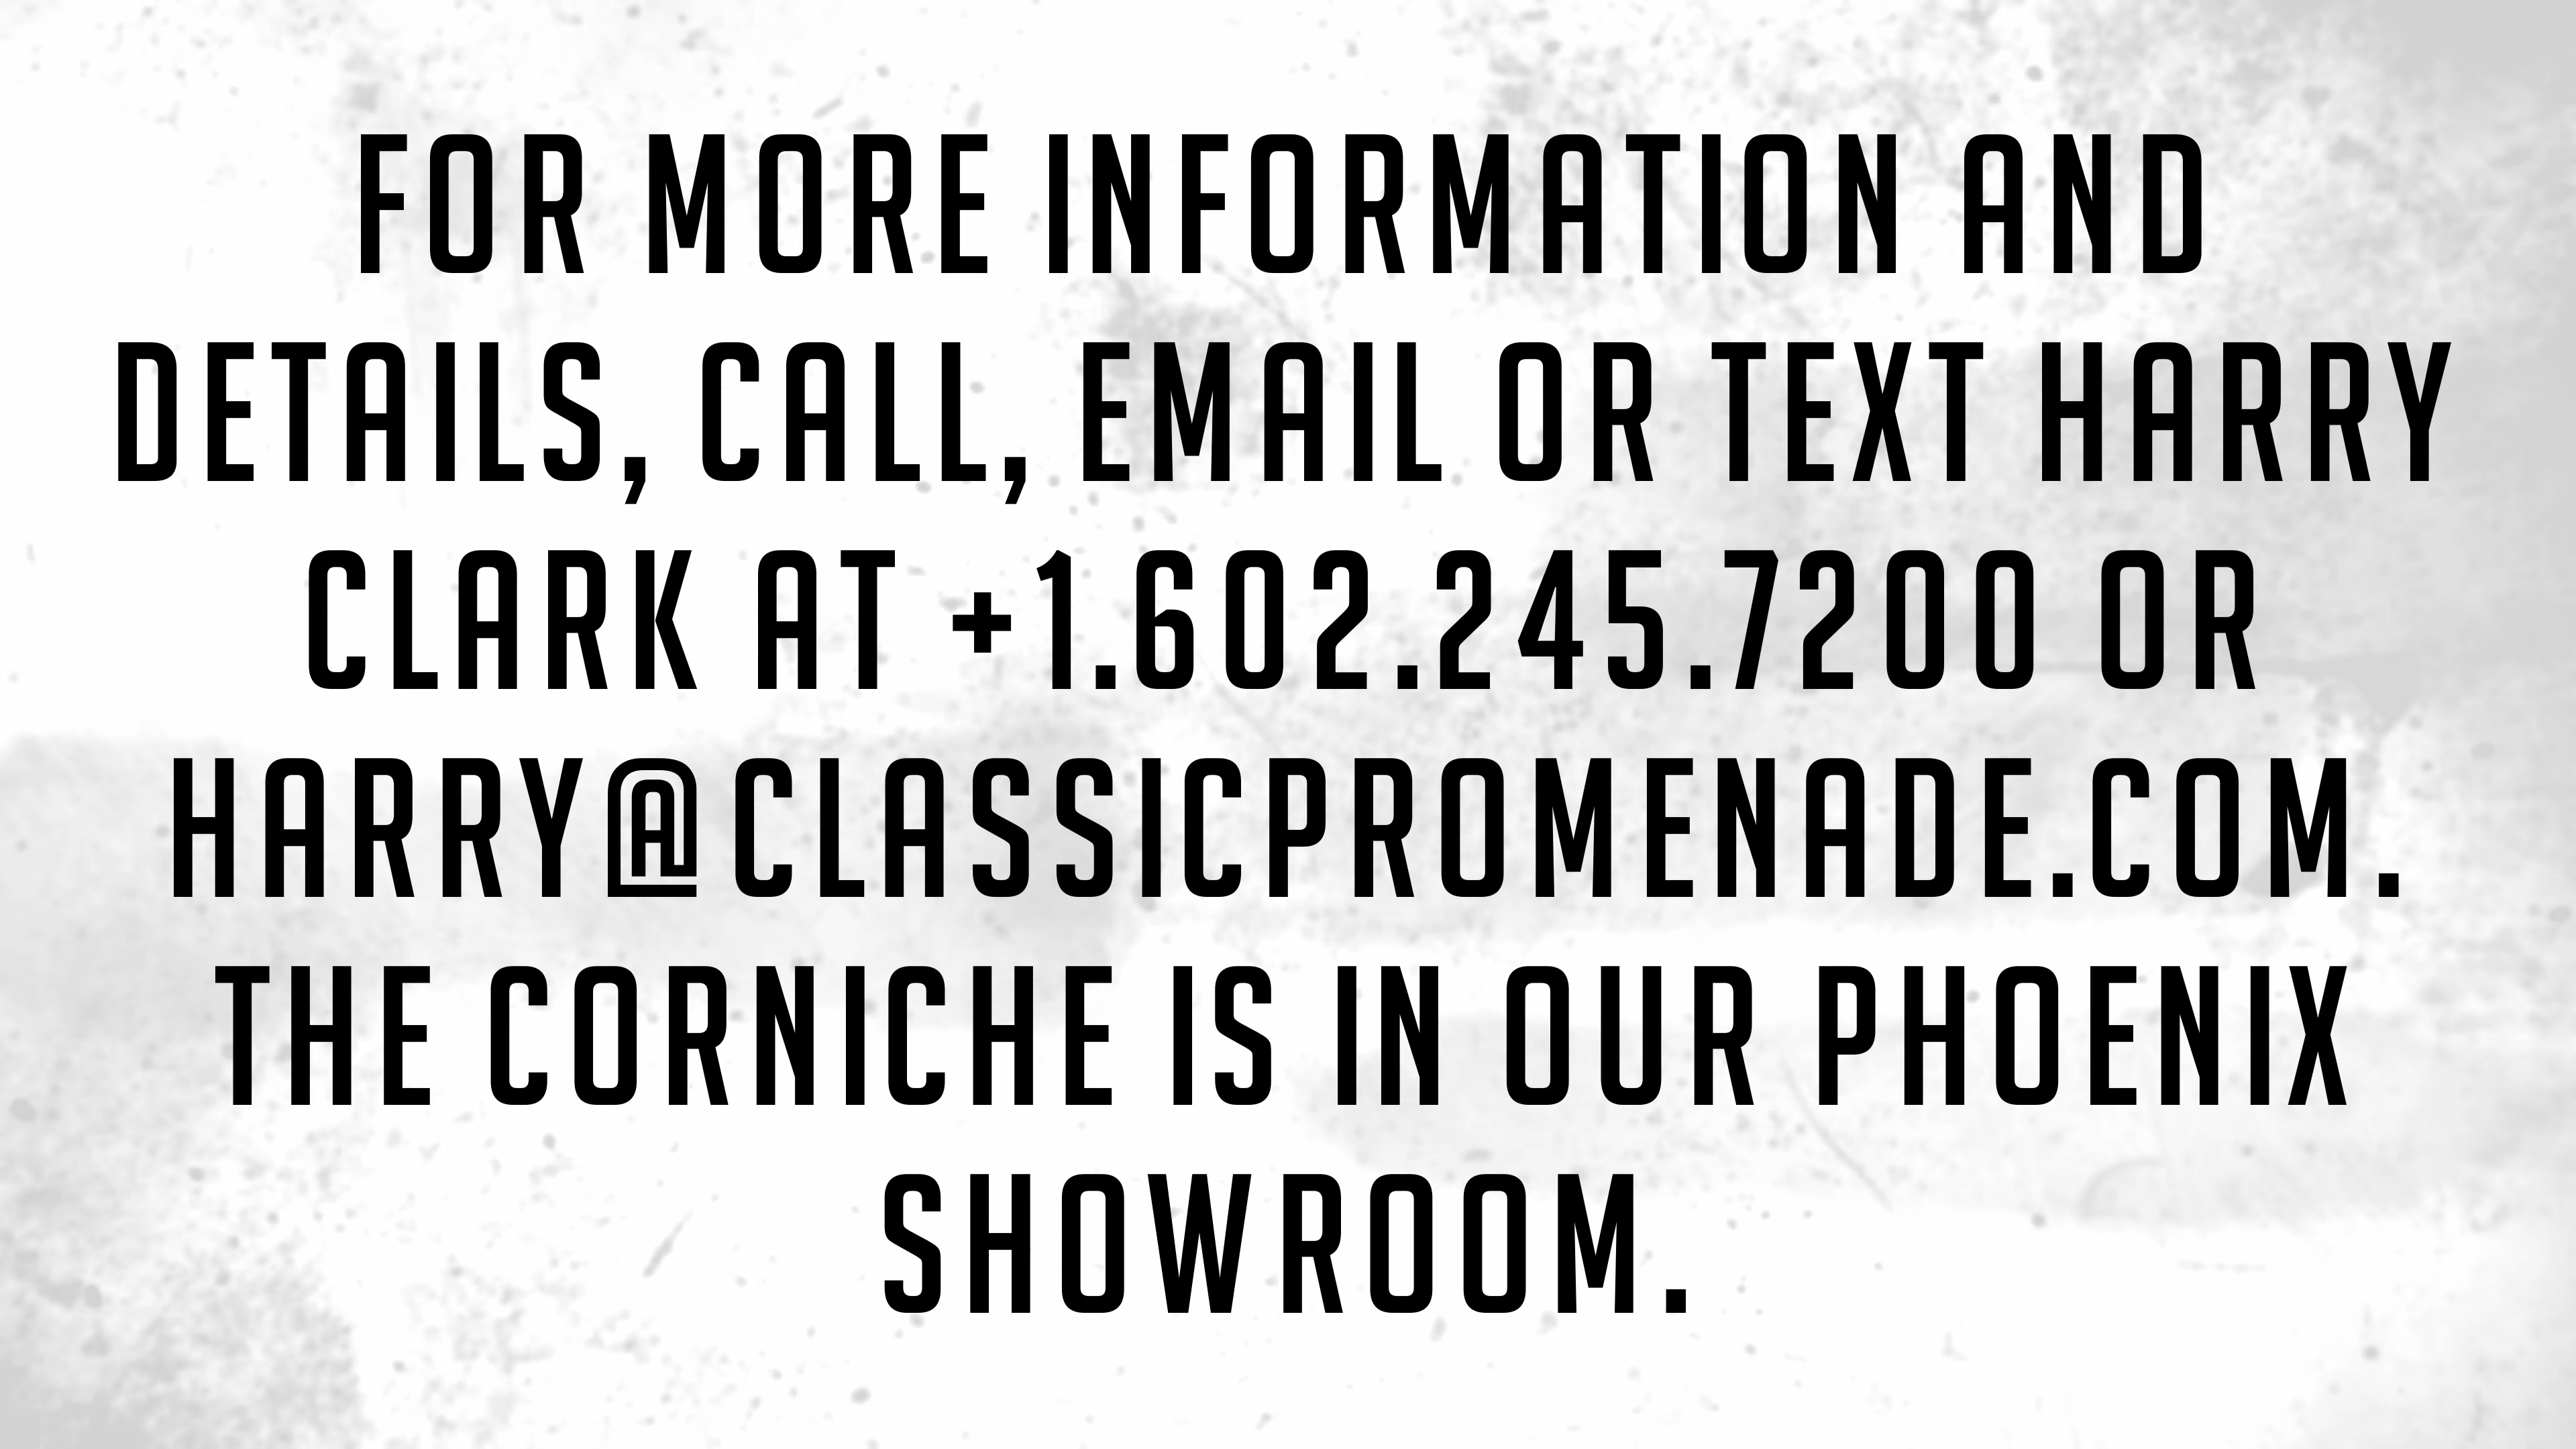 FOR MORE INFORMATION AND
DETAILS, CALL, EMAIL OR TEXT HARRY
CLARK AT +1.602.245.7200 OR
HARRY@CLASSICPROMENADE.COM.
THE CORNICHE IS IN OUR PHOENIX
SHOWROOM.